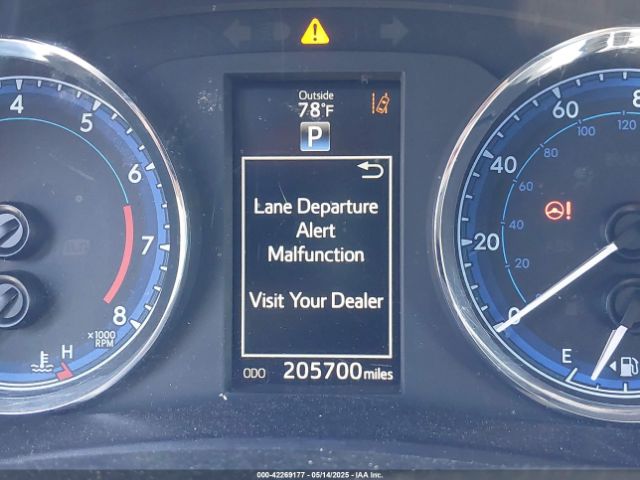 Outside
78°F
P
Lane Departure
Alert
Malfunction
Visit Your Dealer
ODO 205700 miles
4
5
6
7
8
x1000
RPM
H
60
40
20
0
100
120
80
60
40
20
E
000-42269177 - 05/14/2025 - IAA Inc.